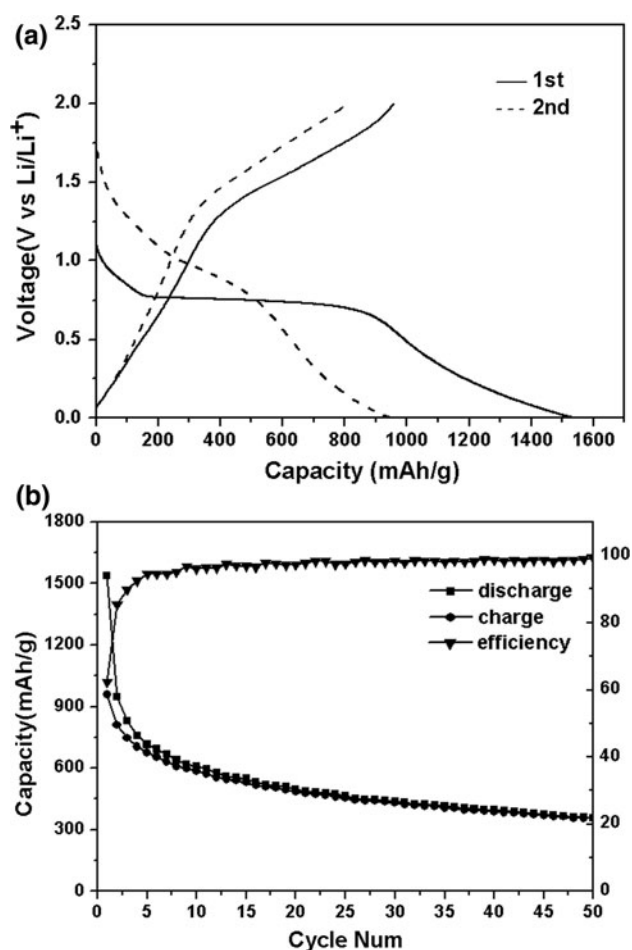 (a)
2.5
2.0
1.5
1.0
0.5
0.0
Voltage(V vs Li/Li+)
1st
2nd
0 200 400 600 800 1000 1200 1400 1600
Capacity (mAh/g)
(b)
1800
1500
1200
900
600
300
0
Capacity(mAh/g)
discharge
charge
efficiency
100
80
60
40
20
0
0 5 10 15 20 25 30 35 40 45 50
Cycle Num